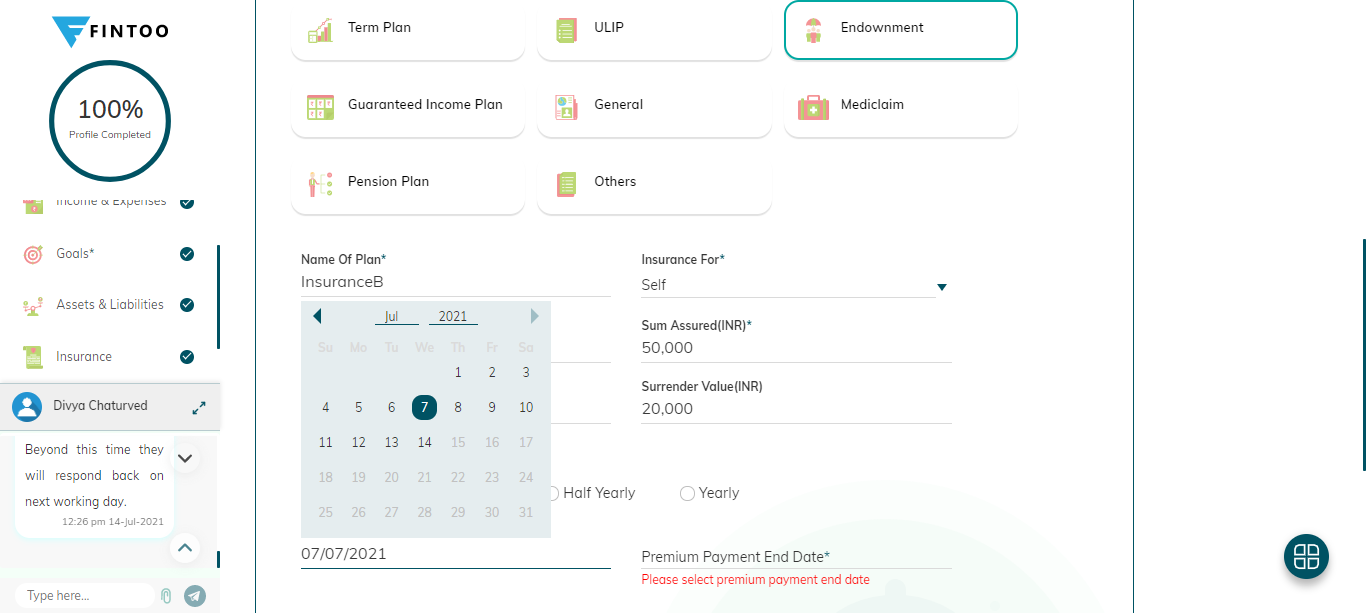 FINTOO
100%
Profile Completed
Income & Expenses
Goals*
Assets & Liabilities
Insurance
Divya Chaturved
Beyond this time they
will respond back on
next working day.
12:26 pm 14-Jul-2021
Type here...
Term Plan
ULIP
Endownment
Guaranteed Income Plan
General
Mediclaim
Pension Plan
Others
Name Of Plan*
InsuranceB
Insurance For*
Self
Jul 2021
Su Mo Tu We Th Fr Sa
1 2 3
4 5 6 7 8 9 10
11 12 13 14 15 16 17
18 19 20 21 22 23 24
25 26 27 28 29 30 31
Sum Assured(INR)*
50,000
Surrender Value(INR)
20,000
Half Yearly
Yearly
07/07/2021
Premium Payment End Date*
Please select premium payment end date